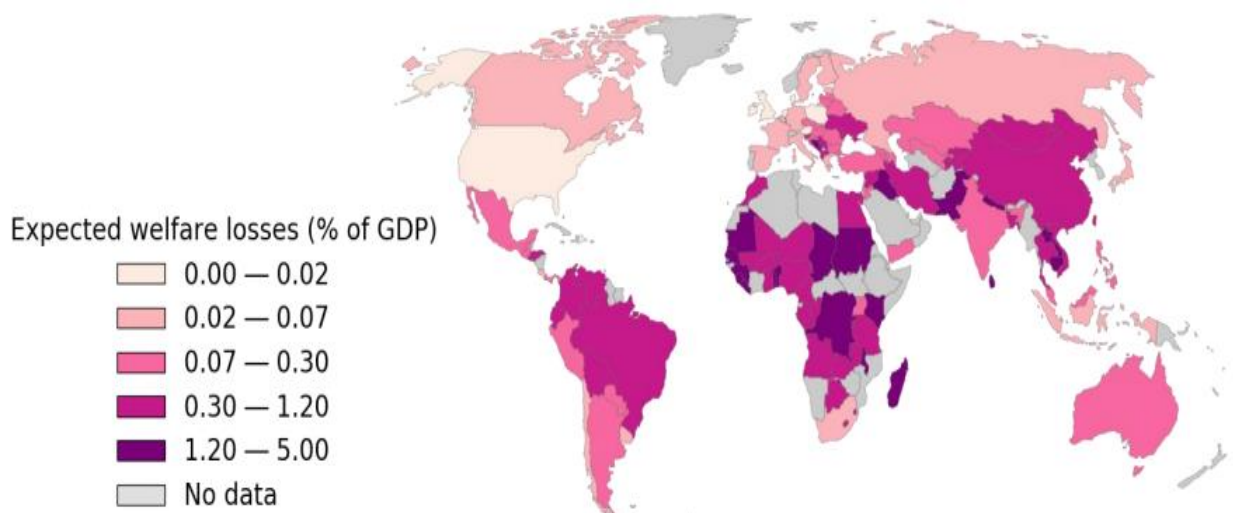 Expected welfare losses (% of GDP)
0.00 — 0.02
0.02 — 0.07
0.07 — 0.30
0.30 — 1.20
1.20 — 5.00
No data